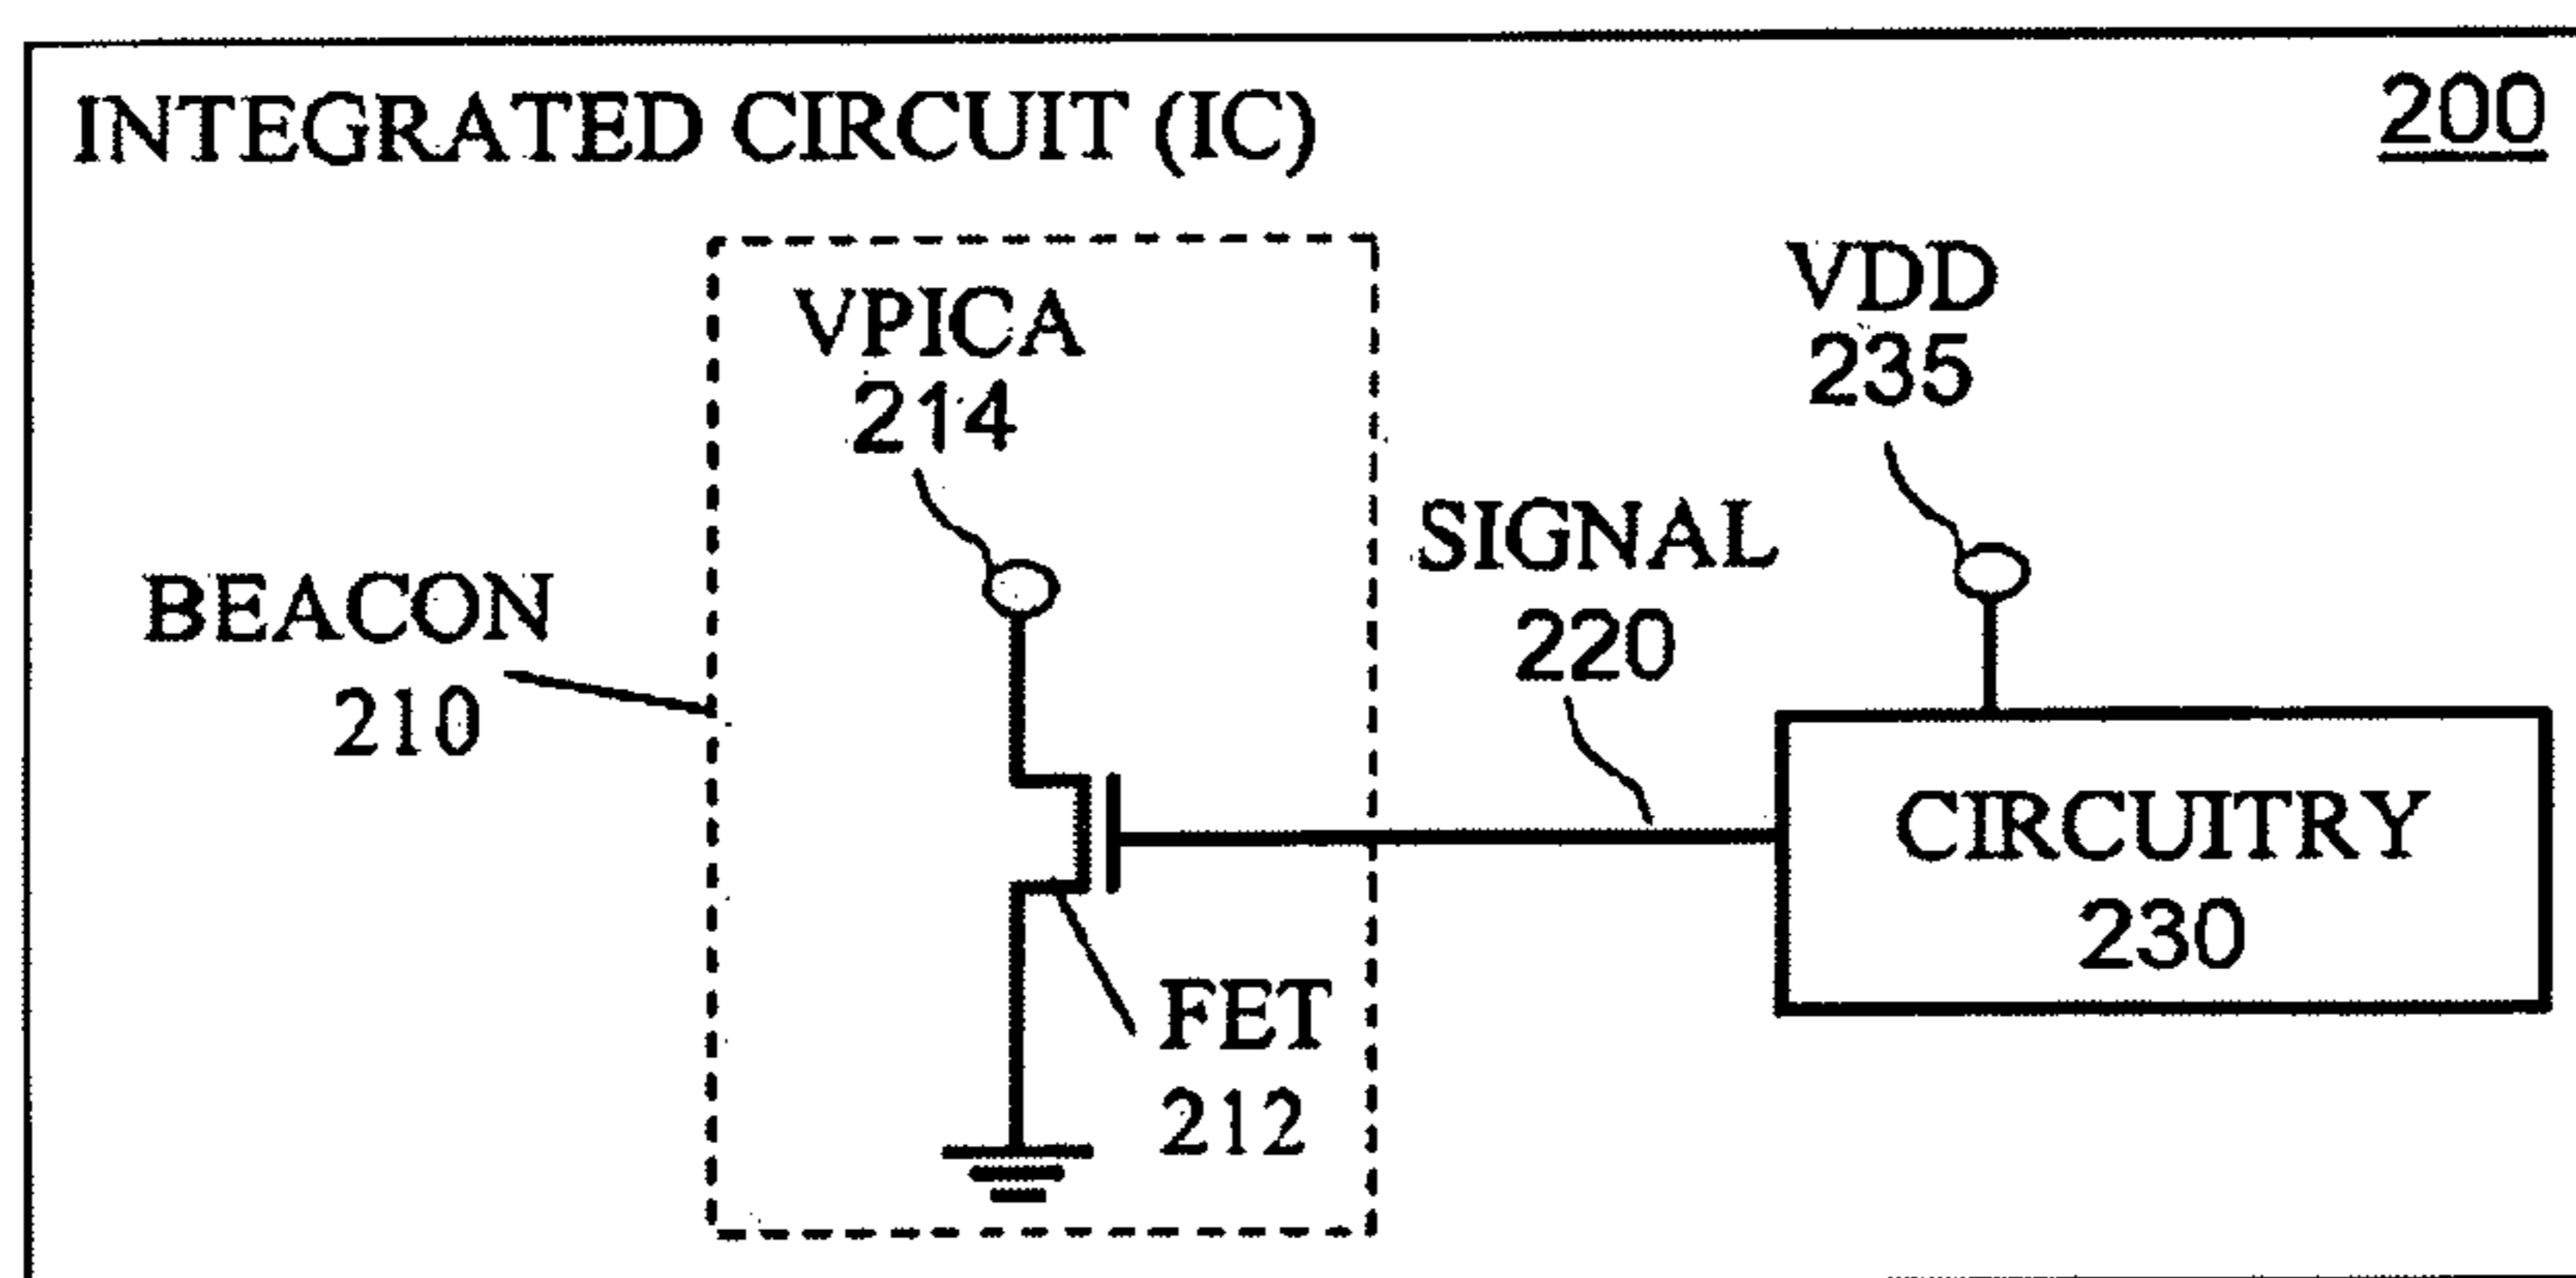 INTEGRATED CIRCUIT (IC)
200
VPICA
214
VDD
235
SIGNAL
220
BEACON
210
CIRCUITRY
230
FET
212